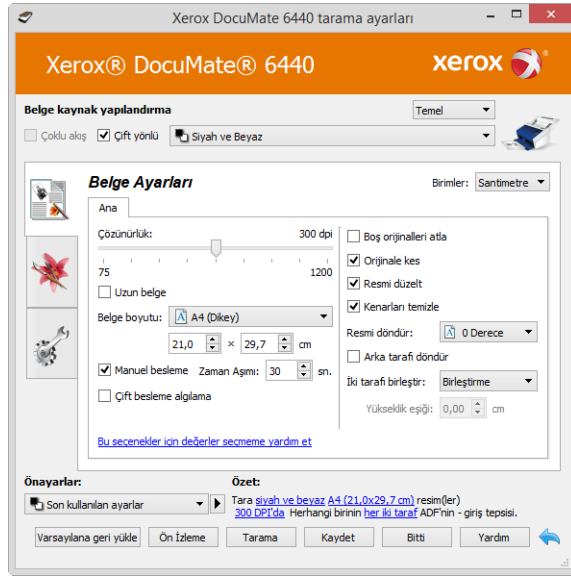 Xerox DocuMate 6440 tarama ayarları
Xerox® DocuMate® 6440
xerox
Belge kaynak yapılandırma
Temel
Çoklu akış
Çift yönlü
Siyah ve Beyaz
Belge Ayarları
Birimler: Santimetre
Ana
Çözünürlük: 300 dpi
75 1200
Uzun belge
Belge boyutu: A4 (Dikey)
21,0 × 29,7 cm
Manuel besleme Zaman Aşımı: 30 sn.
Çift besleme algılama
Boş orijinalleri atla
Orijinale kes
Resmi düzelt
Kenarları temizle
Resmi döndür: 0 Derece
Arka tarafı döndür
İki tarafı birleştir: Birleştirme
Yükseklik eşiği: 0,00 cm
Bu seçenekler için değerler seçmeme yardım et
Önayarlar:
Son kullanılan ayarlar
Özet:
Tara siyah ve beyaz A4 (21,0x29,7 cm) resim(ler)
300 DPI'da Herhangi birinin her iki taraf ADF'nin - giriş tepsisi.
Varsayılana geri yükle
Ön İzleme
Tarama
Kaydet
Bitti
Yardım